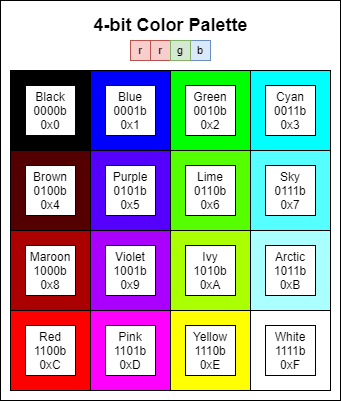 4-bit Color Palette
r r g b
Black Blue Green Cyan
0000b 0001b 0010b 0011b
0x0 0x1 0x2 0x3
Brown Purple Lime Sky
0100b 0101b 0110b 0111b
0x4 0x5 0x6 0x7
Maroon Violet Ivy Arctic
1000b 1001b 1010b 1011b
0x8 0x9 0xA 0xB
Red Pink Yellow White
1100b 1101b 1110b 1111b
0xC 0xD 0xE 0xF